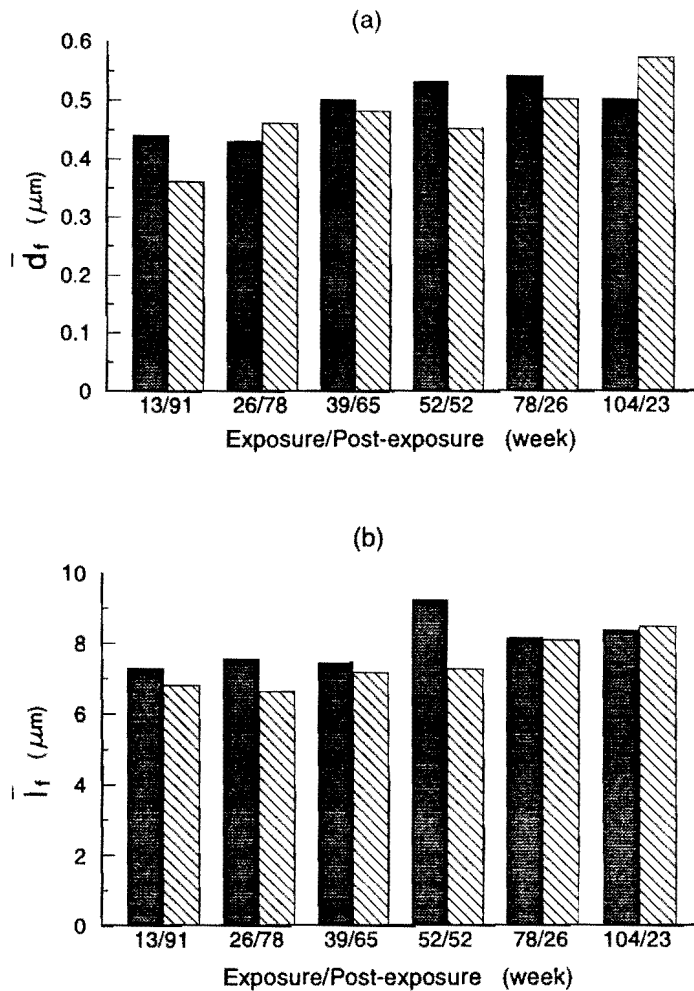 (a)
0.6
0.5
0.4
0.3
0.2
0.1
0
d̄f (μm)
13/91 26/78 39/65 52/52 78/26 104/23
Exposure/Post-exposure (week)
(b)
10
8
6
4
2
0
l̄f (μm)
13/91 26/78 39/65 52/52 78/26 104/23
Exposure/Post-exposure (week)